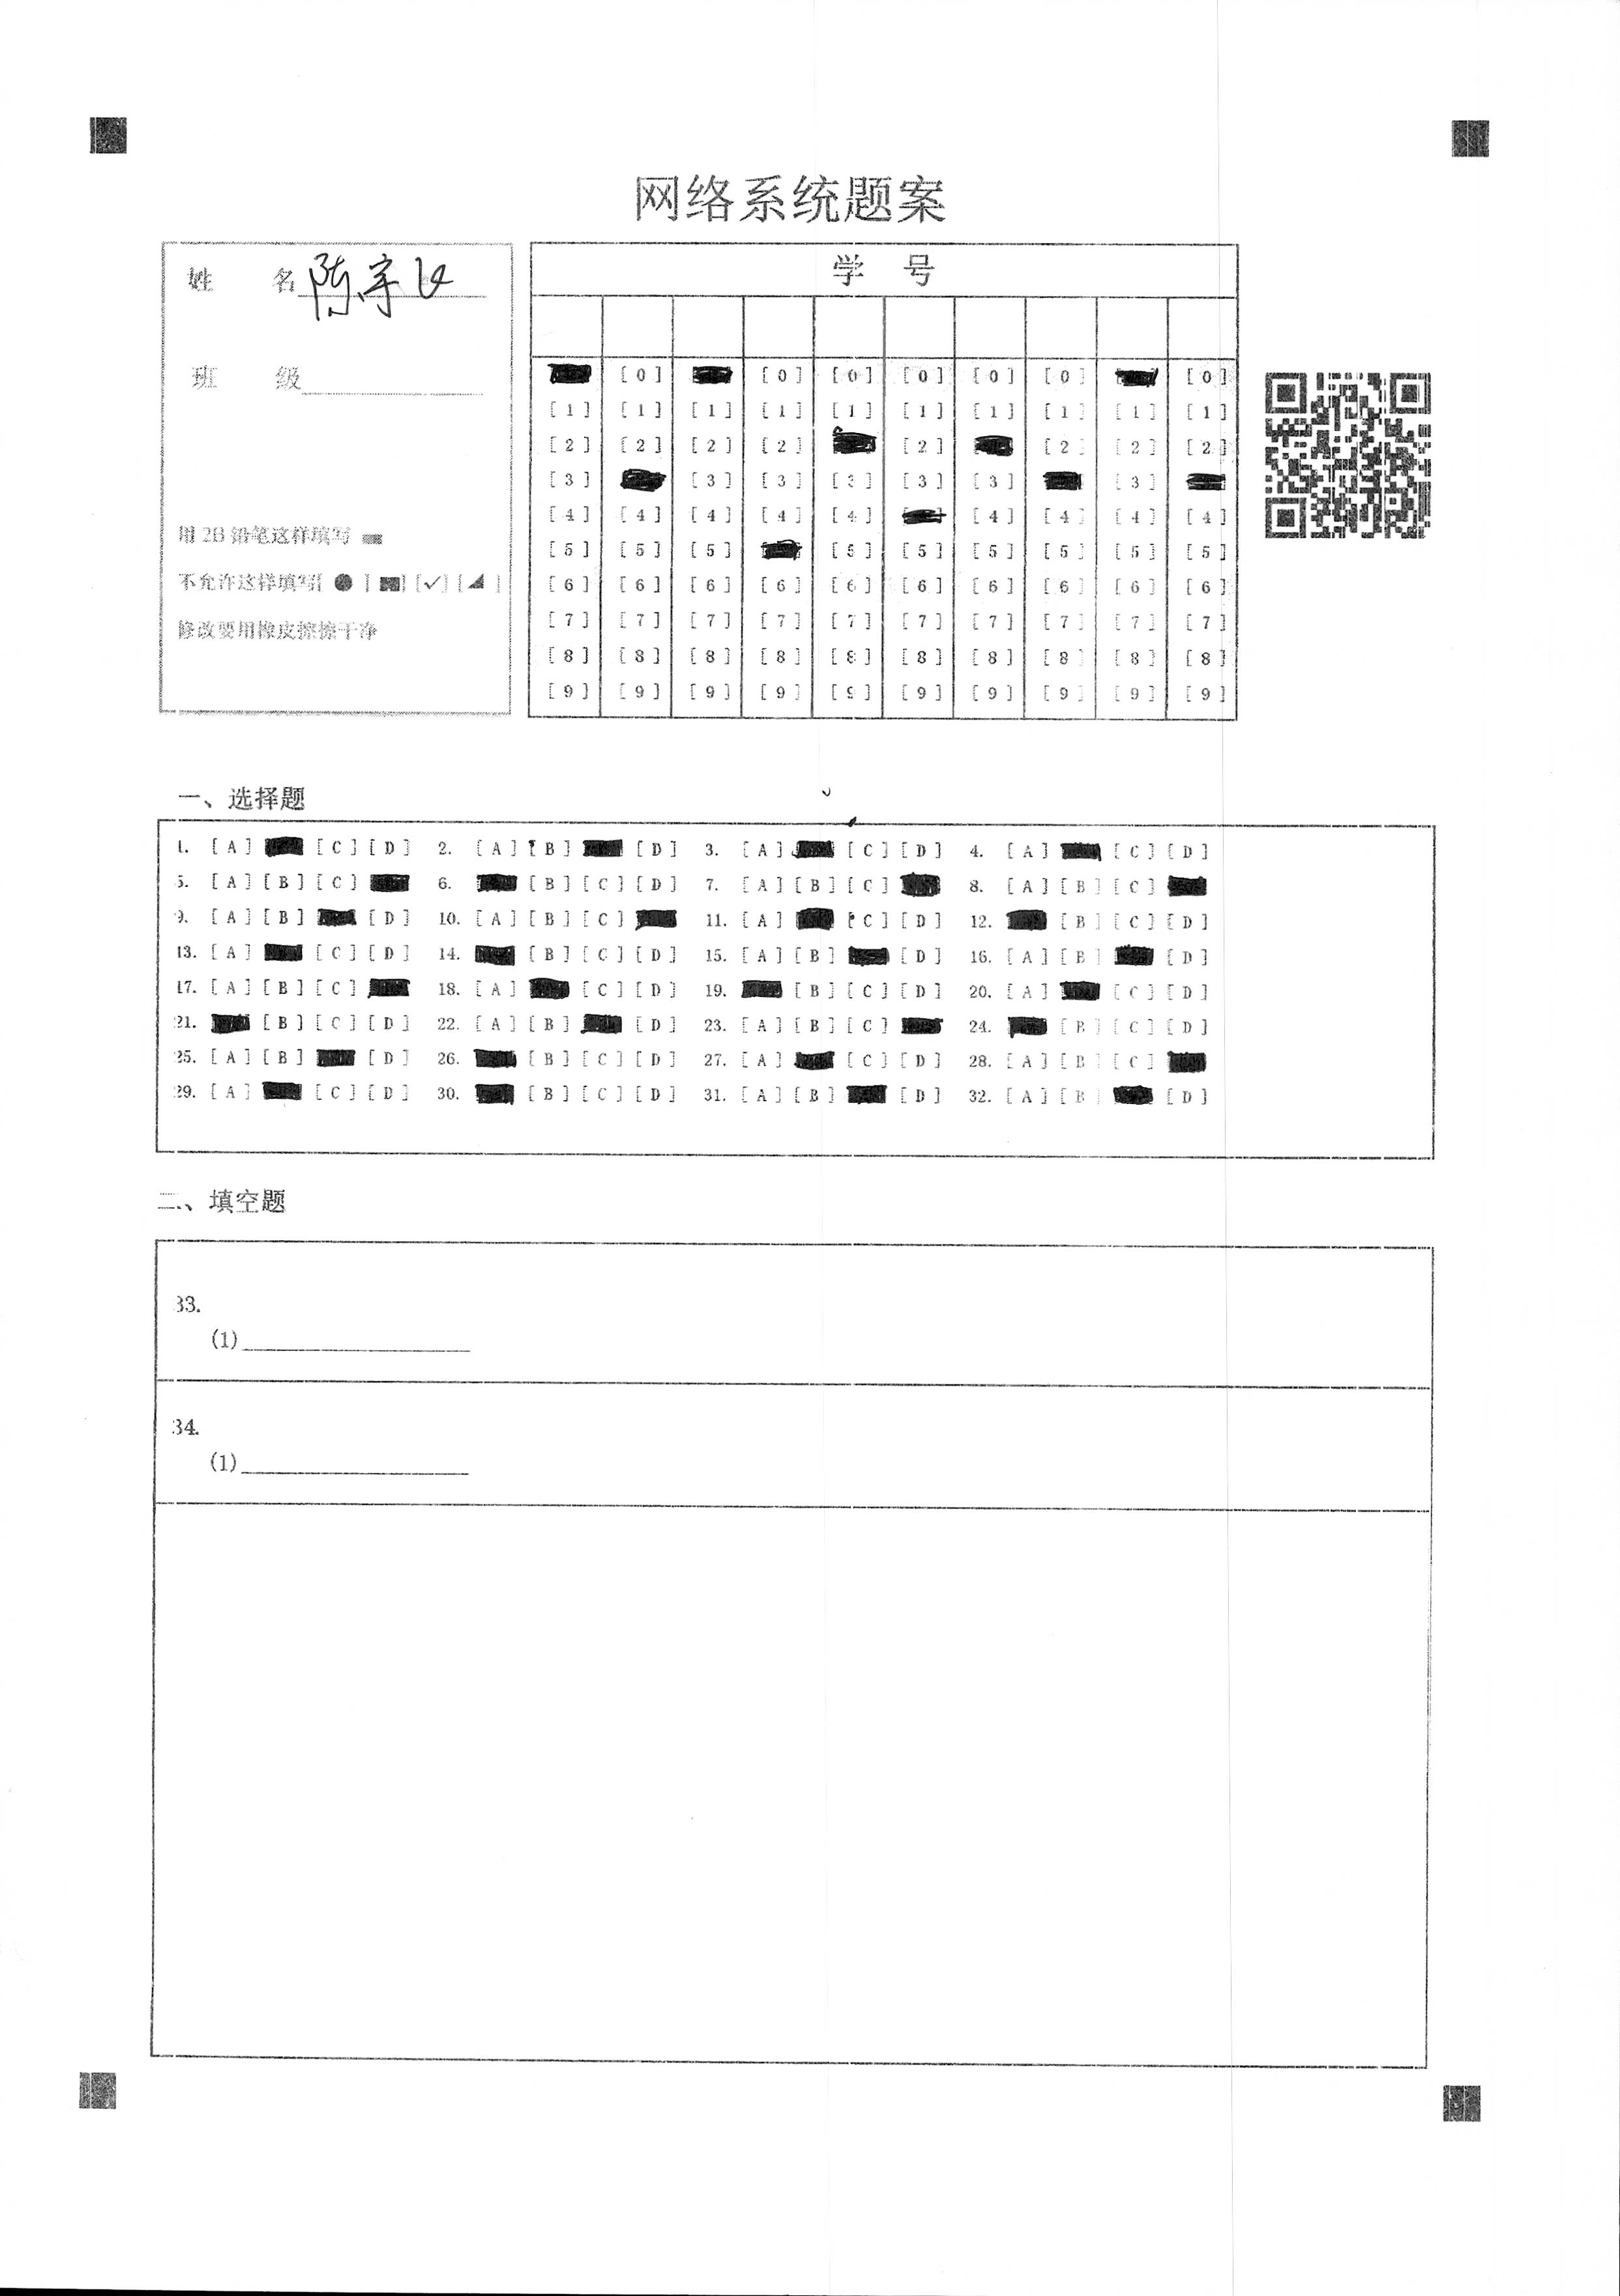 网络系统题案
姓 名 陈宇
班 级
用 2B 铅笔这样填写
不允许这样填写[ ● ] [ ] [✓] [ ]
修改要用橡皮擦擦干净
学 号
[0] [0] [0] [0] [0] [0] [0]
[1] [1] [1] [1] [1] [1] [1] [1] [1] [1]
[2] [2] [2] [2] [2] [2] [2] [2]
[3] [3] [3] [3] [3] [3] [3]
[4] [4] [4] [4] [4] [4] [4] [4] [4]
[5] [5] [5] [5] [5] [5] [5] [5] [5]
[6] [6] [6] [6] [6] [6] [6] [6] [6] [6]
[7] [7] [7] [7] [7] [7] [7] [7] [7] [7]
[8] [8] [8] [8] [8] [8] [8] [8] [8] [8]
[9] [9] [9] [9] [9] [9] [9] [9] [9] [9]
一、选择题
1. [A] [C] [D] 2. [A] [B] [D] 3. [A] [C] [D] 4. [A] [C] [D]
5. [A] [B] [C] 6. [B] [C] [D] 7. [A] [B] [C] 8. [A] [B] [C]
9. [A] [B] [D] 10. [A] [B] [C] 11. [A] [C] [D] 12. [B] [C] [D]
13. [A] [C] [D] 14. [B] [C] [D] 15. [A] [B] [D] 16. [A] [B] [D]
17. [A] [B] [C] 18. [A] [C] [D] 19. [B] [C] [D] 20. [A] [C] [D]
21. [B] [C] [D] 22. [A] [B] [D] 23. [A] [B] [C] 24. [B] [C] [D]
25. [A] [B] [D] 26. [B] [C] [D] 27. [A] [C] [D] 28. [A] [B] [C]
29. [A] [C] [D] 30. [B] [C] [D] 31. [A] [B] [D] 32. [A] [B] [D]
二、填空题
33.
(1)
34.
(1)